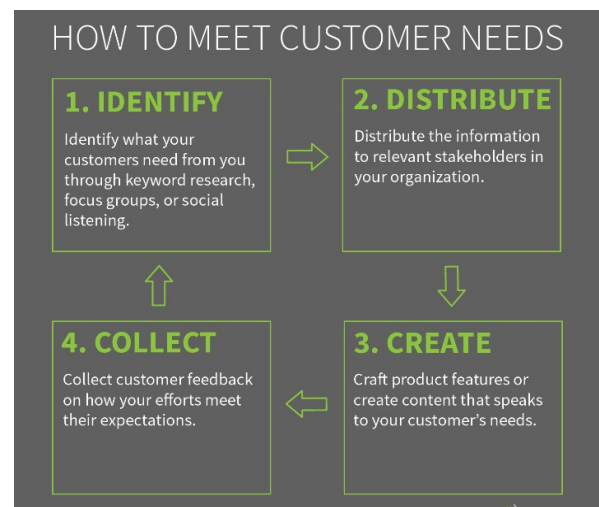 HOW TO MEET CUSTOMER NEEDS
1. IDENTIFY
Identify what your
customers need from you
through keyword research,
focus groups, or social
listening.
2. DISTRIBUTE
Distribute the information
to relevant stakeholders in
your organization.
3. CREATE
Craft product features or
create content that speaks
to your customer’s needs.
4. COLLECT
Collect customer feedback
on how your efforts meet
their expectations.